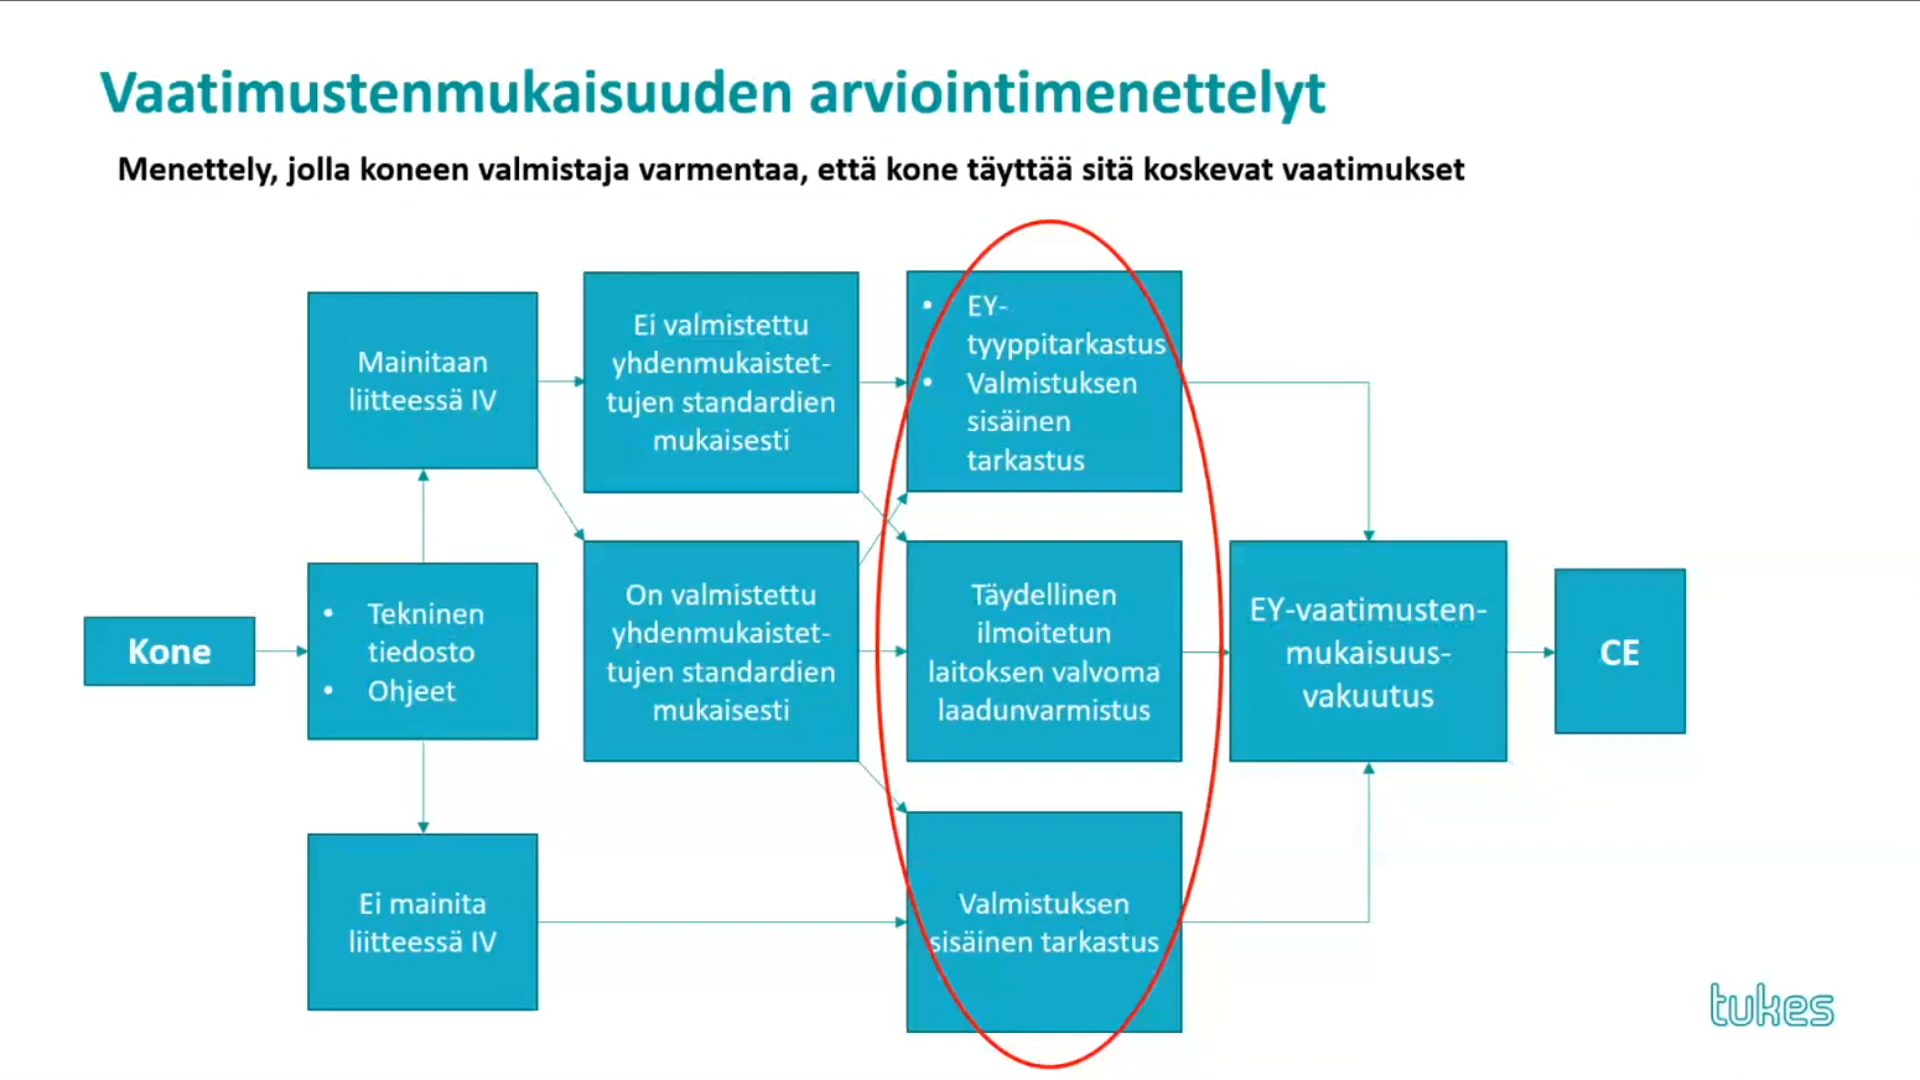 Vaatimustenmukaisuuden arviointimenettelyt
Menettely, jolla koneen valmistaja varmentaa, että kone täyttää sitä koskevat vaatimukset
Kone
• Tekninen
tiedosto
• Ohjeet
Mainitaan
liitteessä IV
Ei mainita
liitteessä IV
Ei valmistettu
yhdenmukaistet-
tujen standardien
mukaisesti
On valmistettu
yhdenmukaistet-
tujen standardien
mukaisesti
• EY-
tyyppitarkastus
• Valmistuksen
sisäinen
tarkastus
Täydellinen
ilmoitetun
laitoksen valvoma
laadunvarmistus
Valmistuksen
sisäinen tarkastus
EY-vaatimusten-
mukaisuus-
vakuutus
CE
tukes